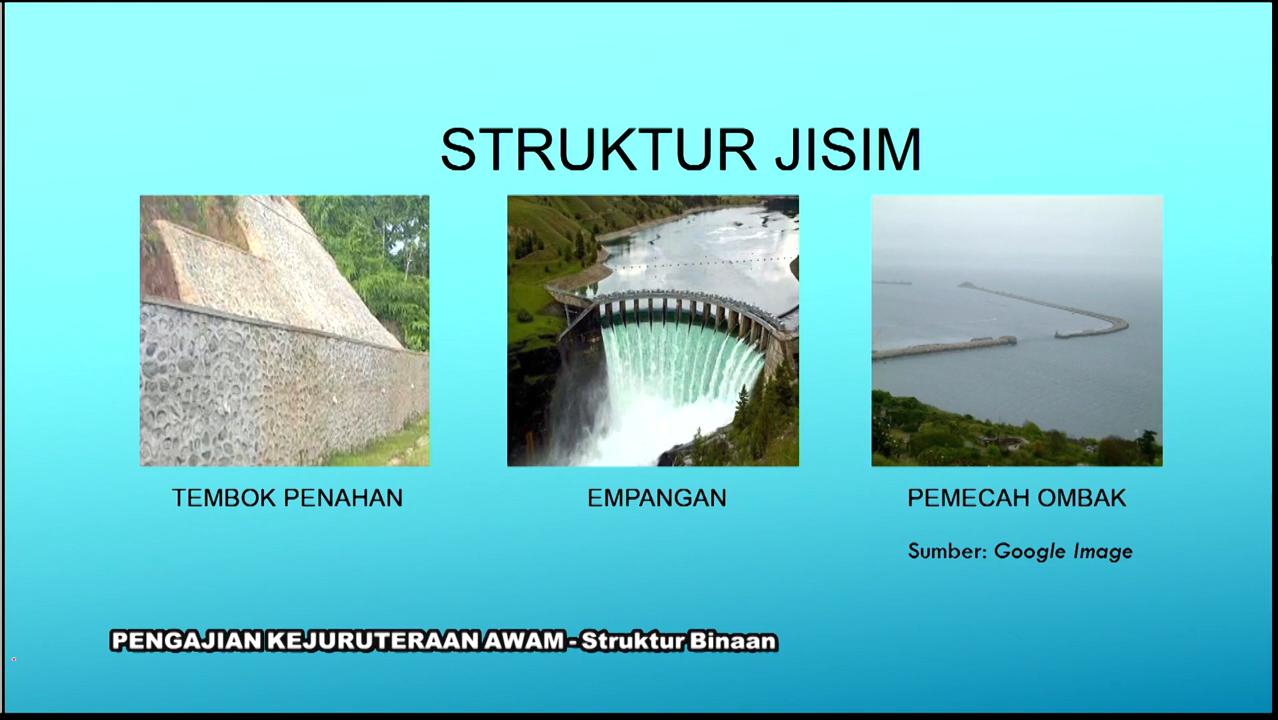 STRUKTUR JISIM
TEMBOK PENAHAN
EMPANGAN
PEMECAH OMBAK
Sumber: Google Image
PENGAJIAN KEJURUTERAAN AWAM - Struktur Binaan